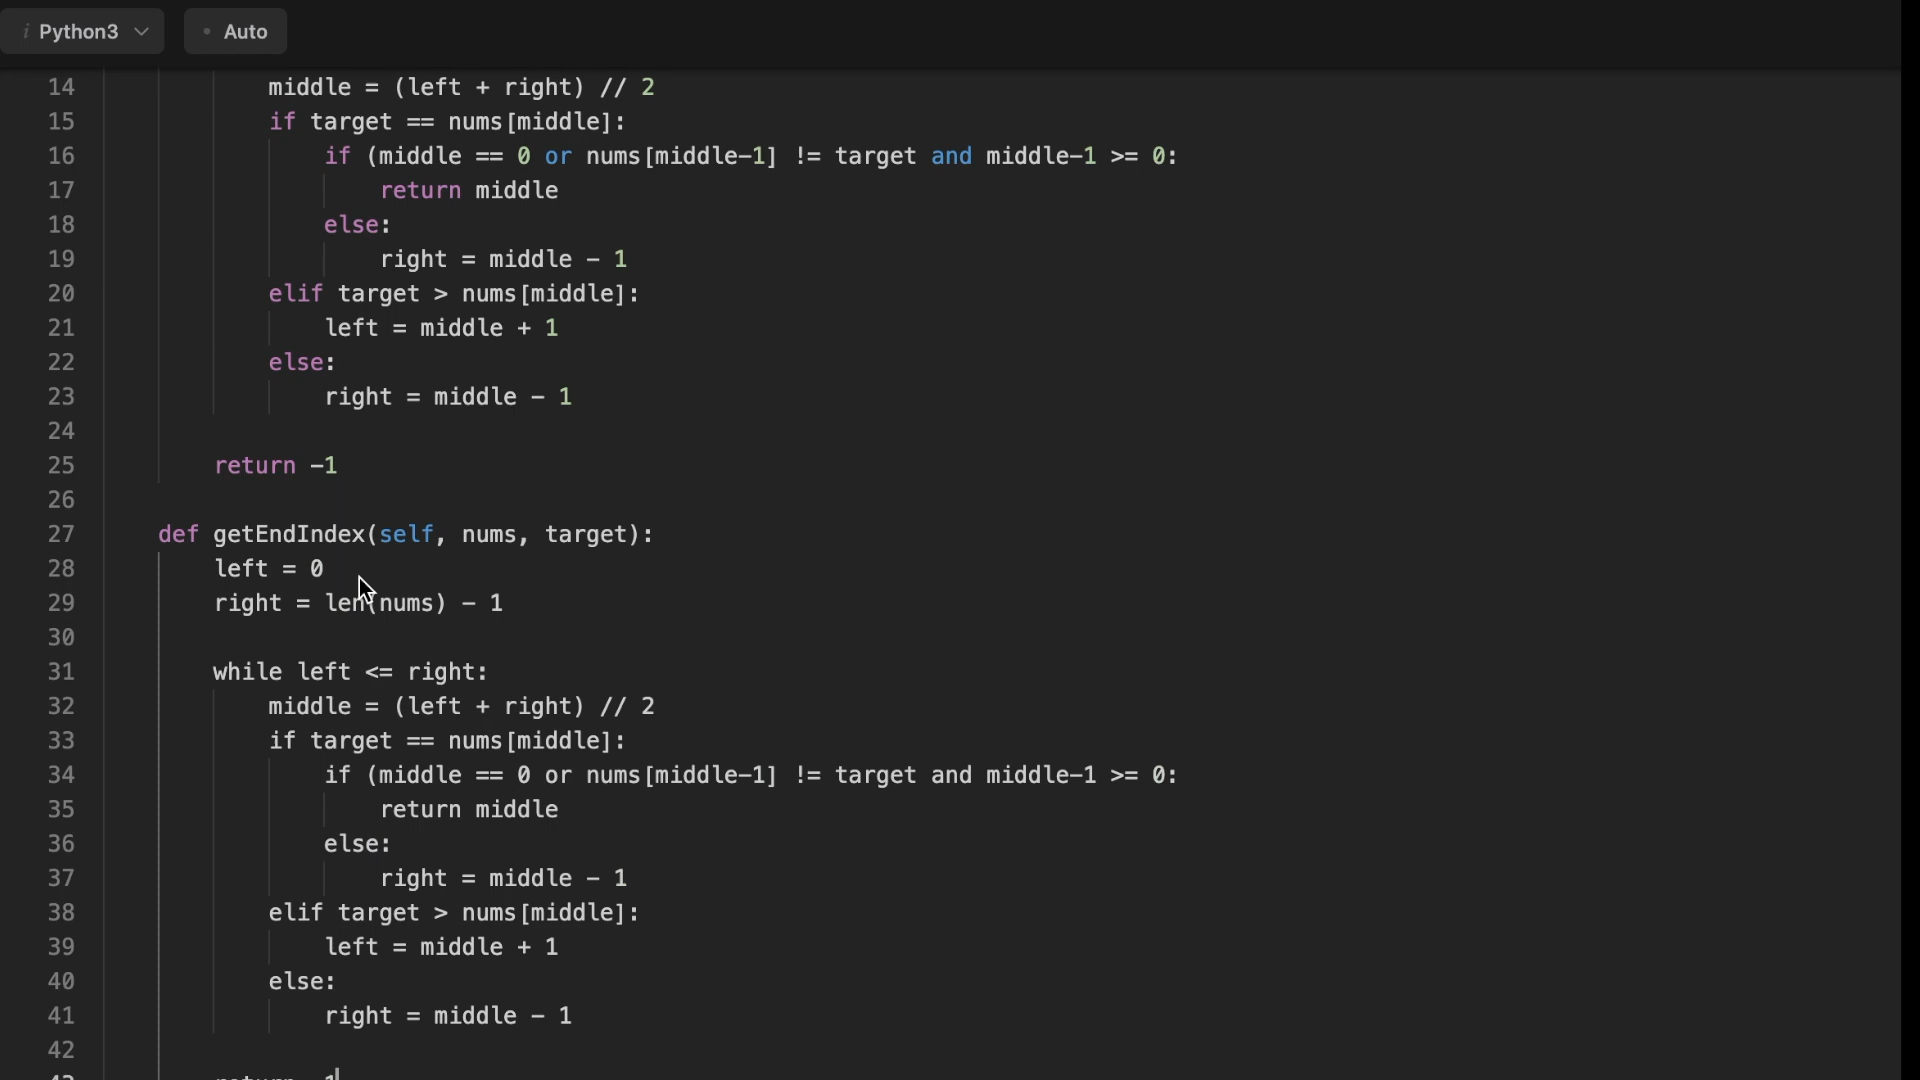 Python3 Auto
14 middle = (left + right) // 2
15 if target == nums[middle]:
16 if (middle == 0 or nums[middle-1] != target and middle-1 >= 0:
17 return middle
18 else:
19 right = middle - 1
20 elif target > nums[middle]:
21 left = middle + 1
22 else:
23 right = middle - 1
24
25 return -1
26
27 def getEndIndex(self, nums, target):
28 left = 0
29 right = len(nums) - 1
30
31 while left <= right:
32 middle = (left + right) // 2
33 if target == nums[middle]:
34 if (middle == 0 or nums[middle-1] != target and middle-1 >= 0:
35 return middle
36 else:
37 right = middle - 1
38 elif target > nums[middle]:
39 left = middle + 1
40 else:
41 right = middle - 1
42